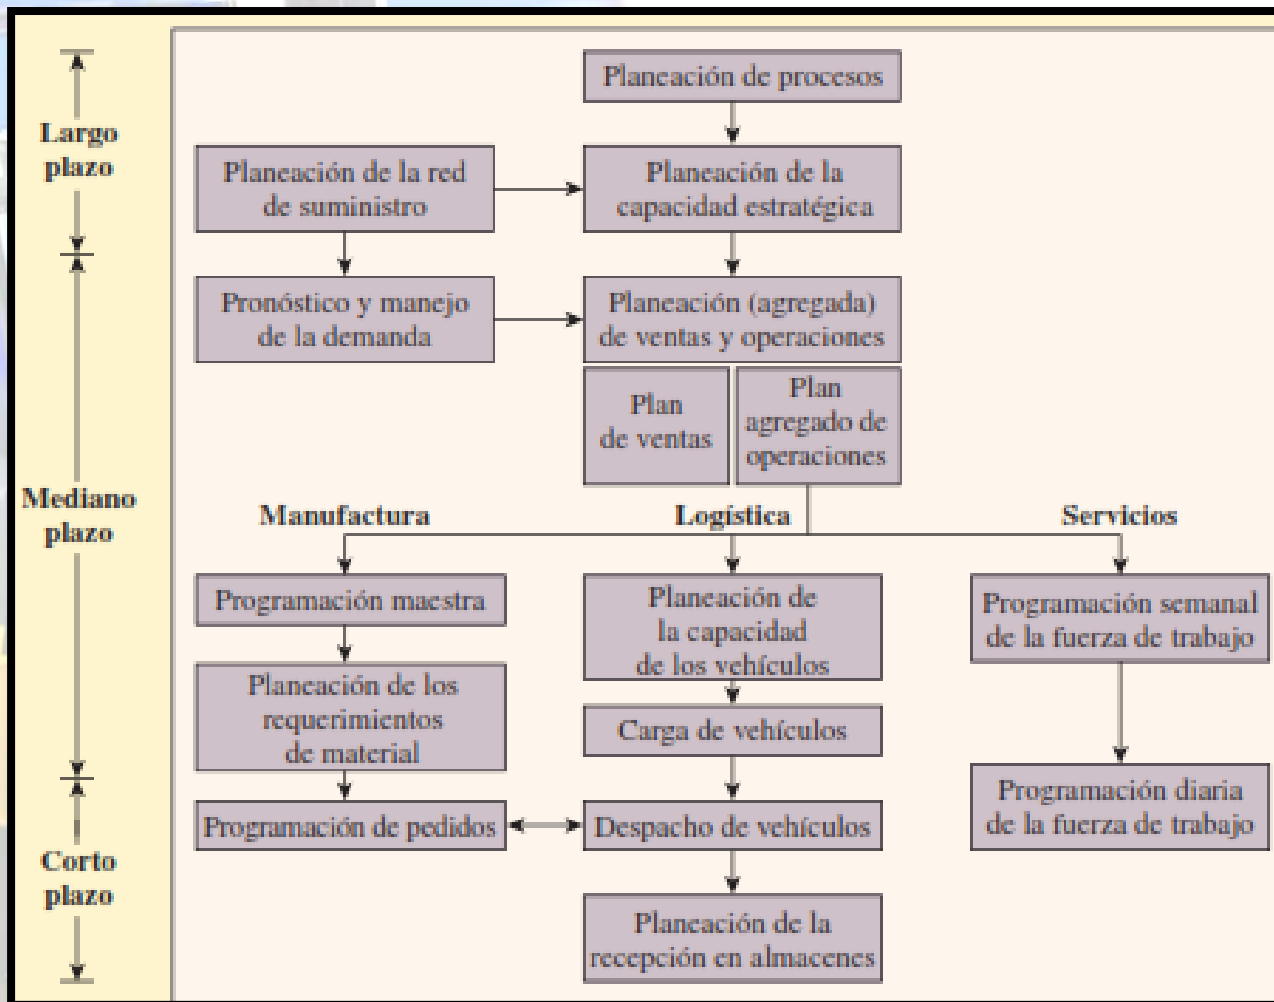 Planeación de procesos
Largo
plazo
Planeación de la red
de suministro
Planeación de la
capacidad estratégica
Pronóstico y manejo
de la demanda
Planeación (agregada)
de ventas y operaciones
Plan
de ventas
Plan
agregado de
operaciones
Mediano
plazo
Manufactura
Logística
Servicios
Programación maestra
Planeación de
la capacidad
de los vehículos
Programación semanal
de la fuerza de trabajo
Planeación de los
requerimientos
de material
Carga de vehículos
Programación de pedidos
Despacho de vehículos
Programación diaria
de la fuerza de trabajo
Corto
plazo
Planeación de la
recepción en almacenes